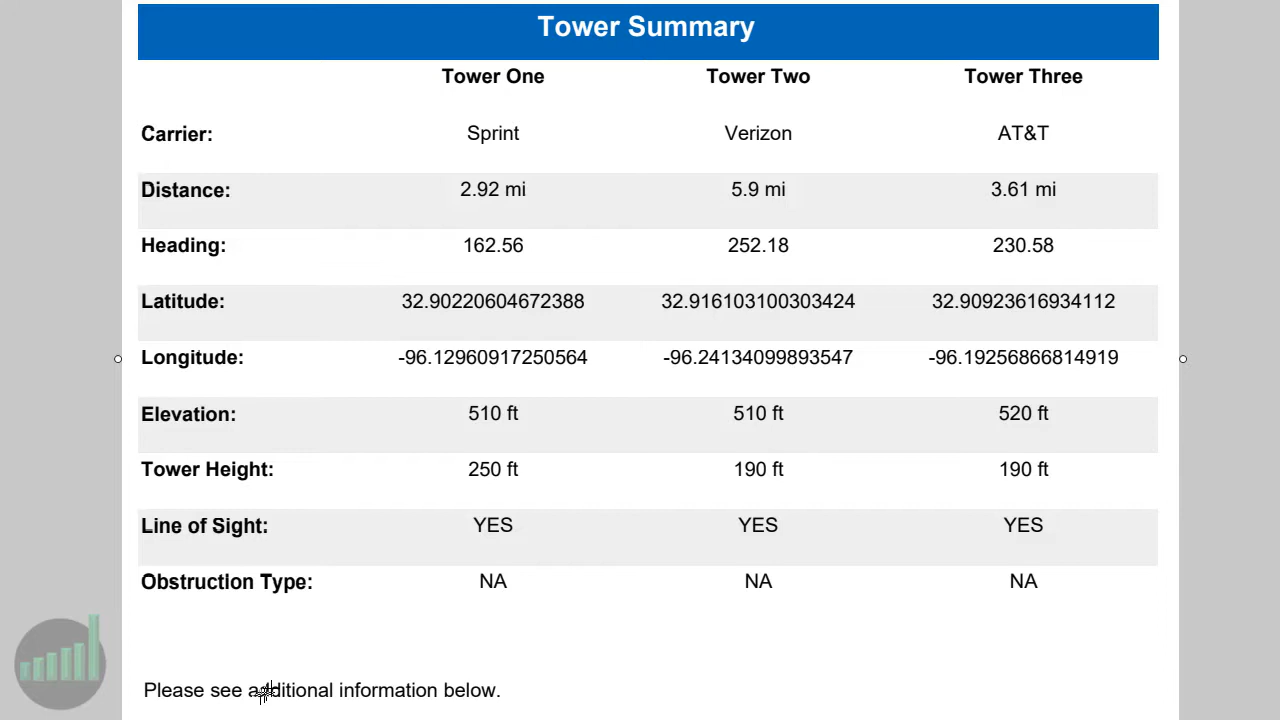 Tower Summary
Tower One Tower Two Tower Three
Carrier: Sprint Verizon AT&T
Distance: 2.92 mi 5.9 mi 3.61 mi
Heading: 162.56 252.18 230.58
Latitude: 32.90220604672388 32.916103100303424 32.90923616934112
Longitude: -96.12960917250564 -96.24134099893547 -96.19256866814919
Elevation: 510 ft 510 ft 520 ft
Tower Height: 250 ft 190 ft 190 ft
Line of Sight: YES YES YES
Obstruction Type: NA NA NA
Please see additional information below.